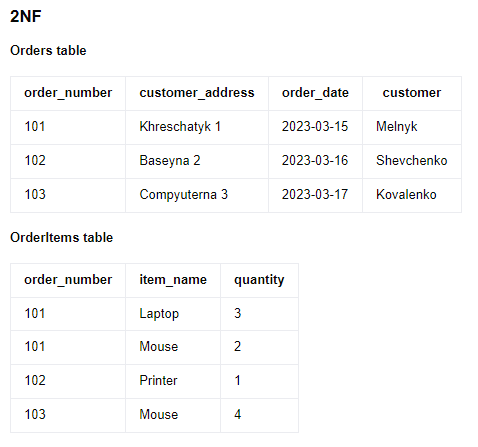 2NF
Orders table
order_number customer_address order_date customer
101 Khreschatyk 1 2023-03-15 Melnyk
102 Baseyna 2 2023-03-16 Shevchenko
103 Compyuterna 3 2023-03-17 Kovalenko
OrderItems table
order_number item_name quantity
101 Laptop 3
101 Mouse 2
102 Printer 1
103 Mouse 4